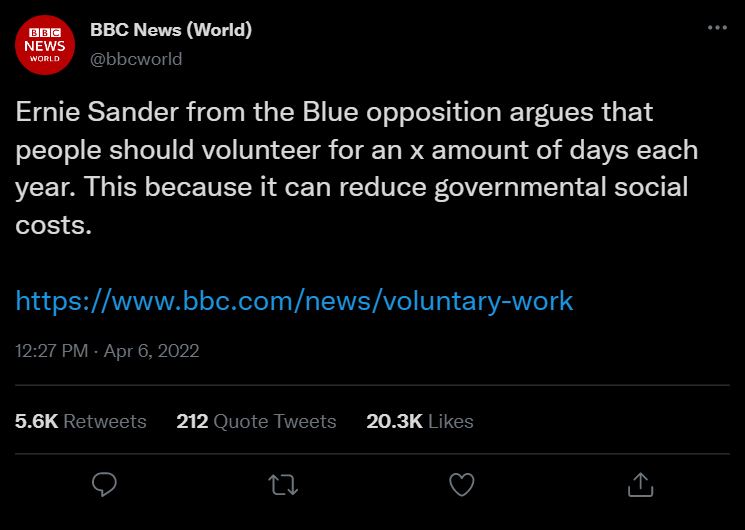 BBC NEWS WORLD
BBC News (World)
@bbcworld
Ernie Sander from the Blue opposition argues that
people should volunteer for an x amount of days each
year. This because it can reduce governmental social
costs.
https://www.bbc.com/news/voluntary-work
12:27 PM · Apr 6, 2022
5.6K Retweets 212 Quote Tweets 20.3K Likes